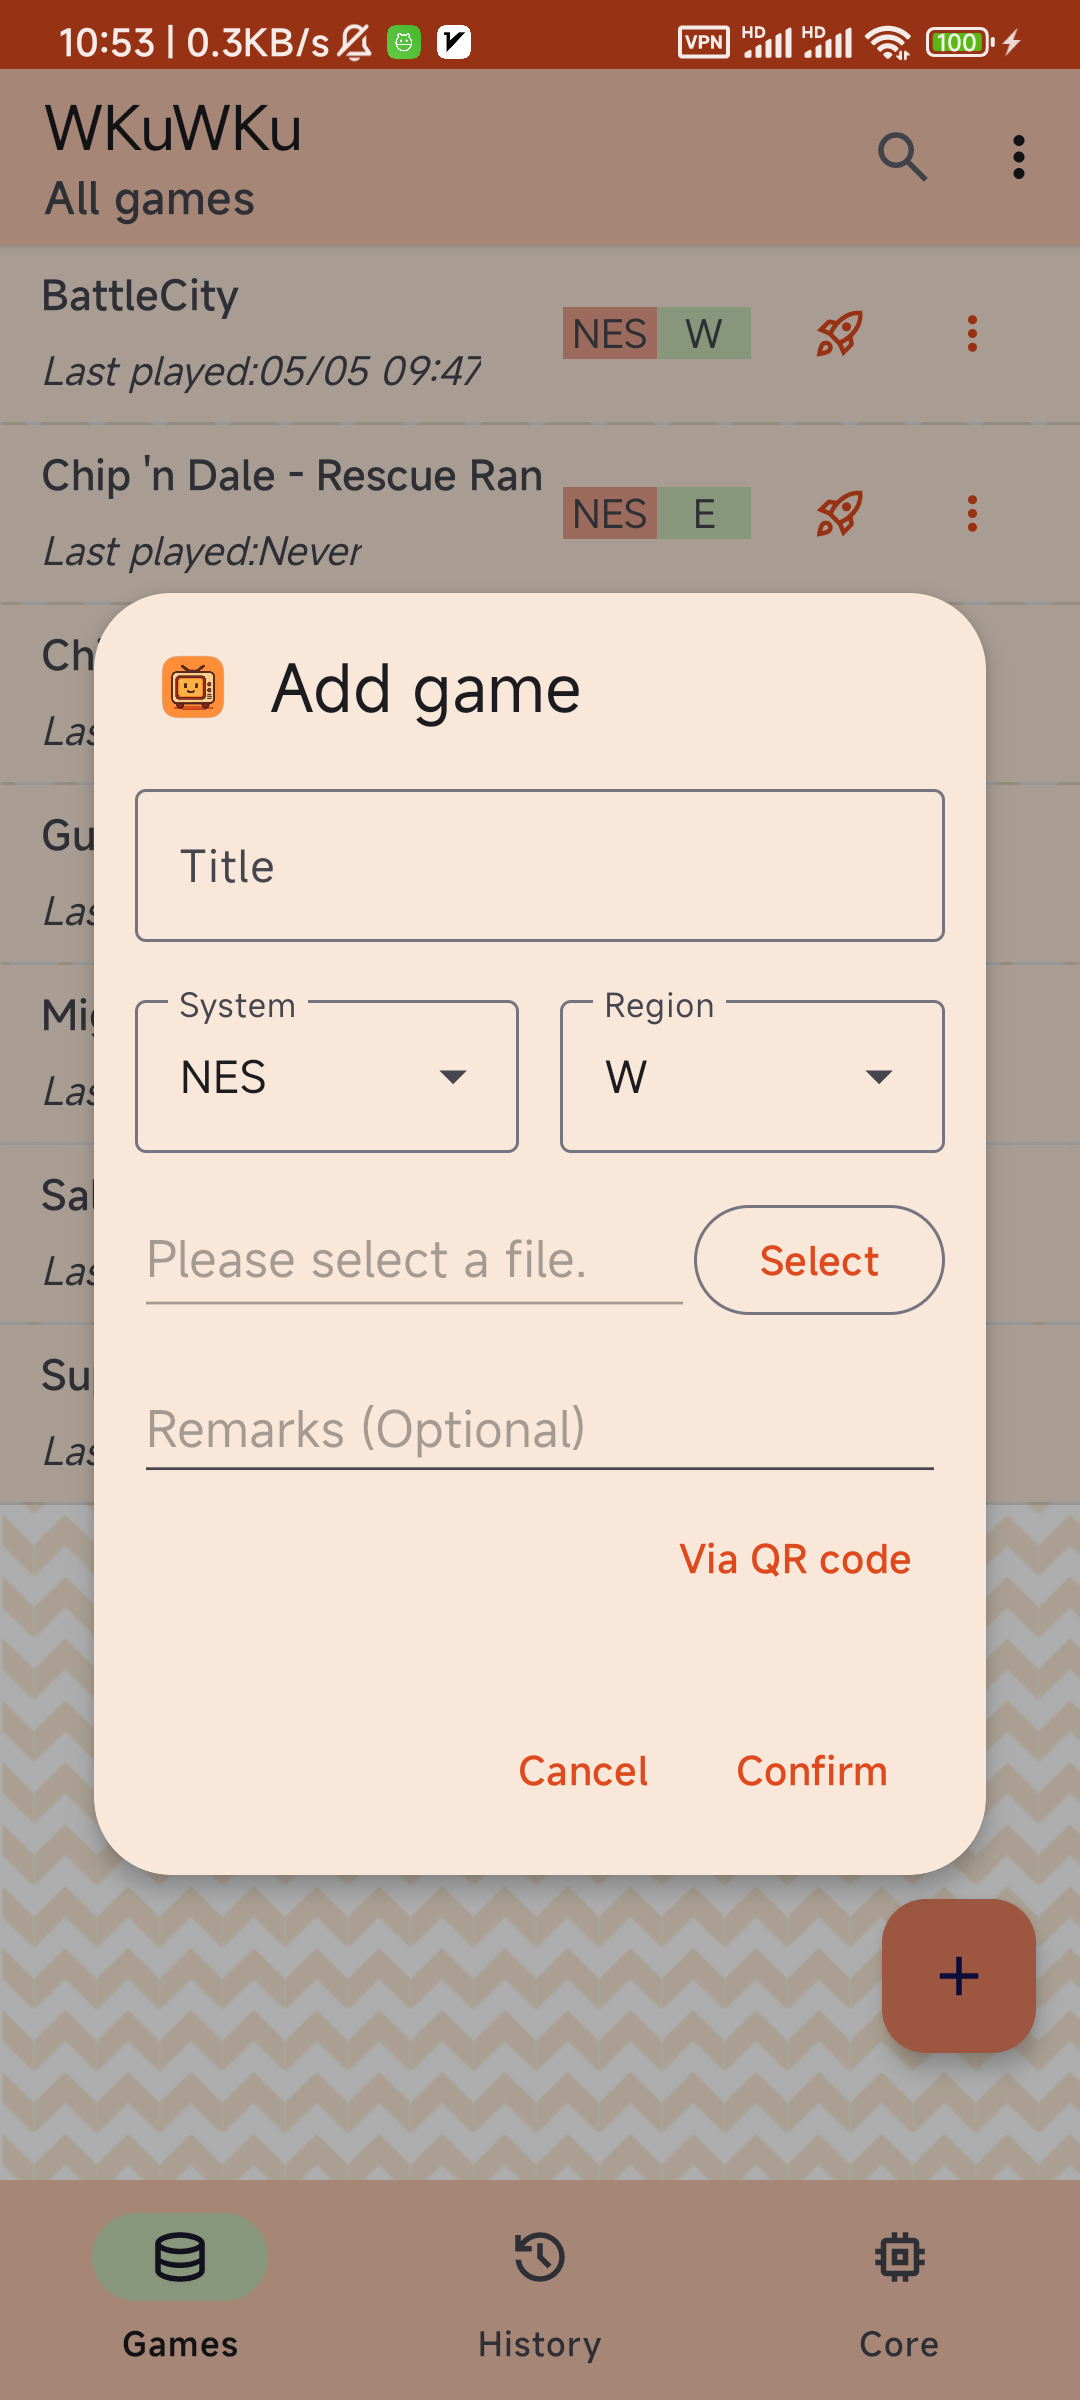 10:53 | 0.3KB/s
VPN HD HD 100
WKuWKu
All games
BattleCity
NES W
Last played:05/05 09:47
Chip 'n Dale - Rescue Ran
NES E
Last played:Never
Ch
Las
Gu
Las
Mig
Las
Sal
Las
Su
Las
Add game
Title
System
Region
NES
W
Please select a file.
Select
Remarks (Optional)
Via QR code
Cancel
Confirm
Games
History
Core